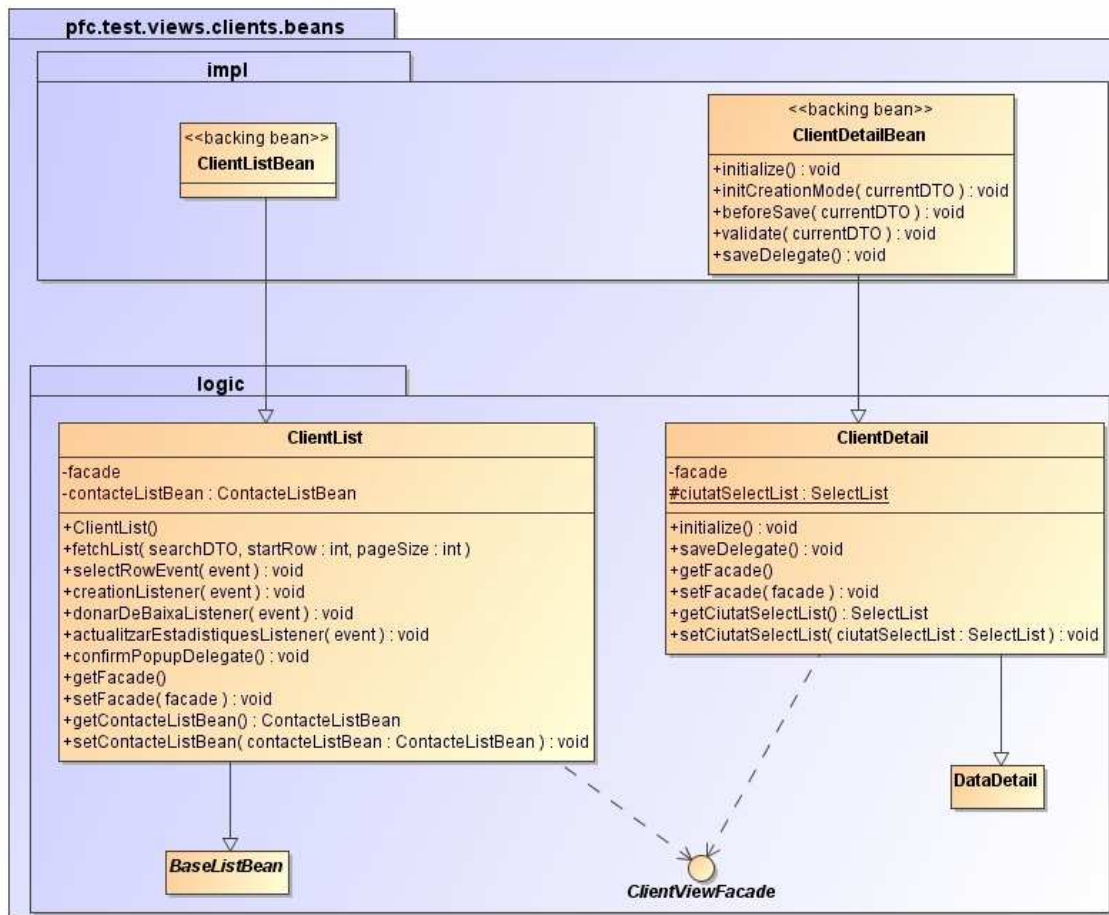 pfc.test.views.clients.beans
impl
<<backing bean>>
ClientListBean
<<backing bean>>
ClientDetailBean
+initialize() : void
+initCreationMode( currentDTO ) : void
+beforeSave( currentDTO ) : void
+validate( currentDTO ) : void
+saveDelegate() : void
logic
ClientList
-facade
-contacteListBean : ContacteListBean
+ClientList()
+fetchList( searchDTO, startRow : int, pageSize : int )
+selectRowEvent( event ) : void
+creationListener( event ) : void
+donarDeBaixaListener( event ) : void
+actualitzarEstadistiquesListener( event ) : void
+confirmPopupDelegate() : void
+getFacade()
+setFacade( facade ) : void
+getContacteListBean() : ContacteListBean
+setContacteListBean( contacteListBean : ContacteListBean ) : void
ClientDetail
-facade
#ciutatSelectList : SelectList
+initialize() : void
+saveDelegate() : void
+getFacade()
+setFacade( facade ) : void
+getCiutatSelectList() : SelectList
+setCiutatSelectList( ciutatSelectList : SelectList ) : void
DataDetail
BaseListBean
ClientViewFacade